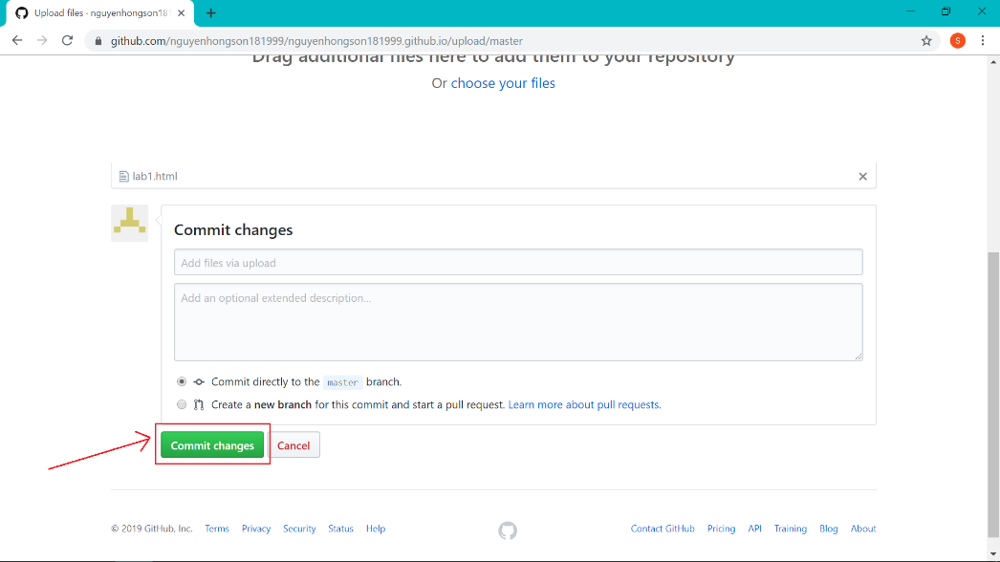 Upload files · nguyenhongson181
github.com/nguyenhongson181999/nguyenhongson181999.github.io/upload/master
S
Drag additional files here to add them to your repository
Or choose your files
lab1.html
Commit changes
Add files via upload
Add an optional extended description...
Commit directly to the master branch.
Create a new branch for this commit and start a pull request. Learn more about pull requests.
Commit changes Cancel
© 2019 GitHub, Inc. Terms Privacy Security Status Help Contact GitHub Pricing API Training Blog About